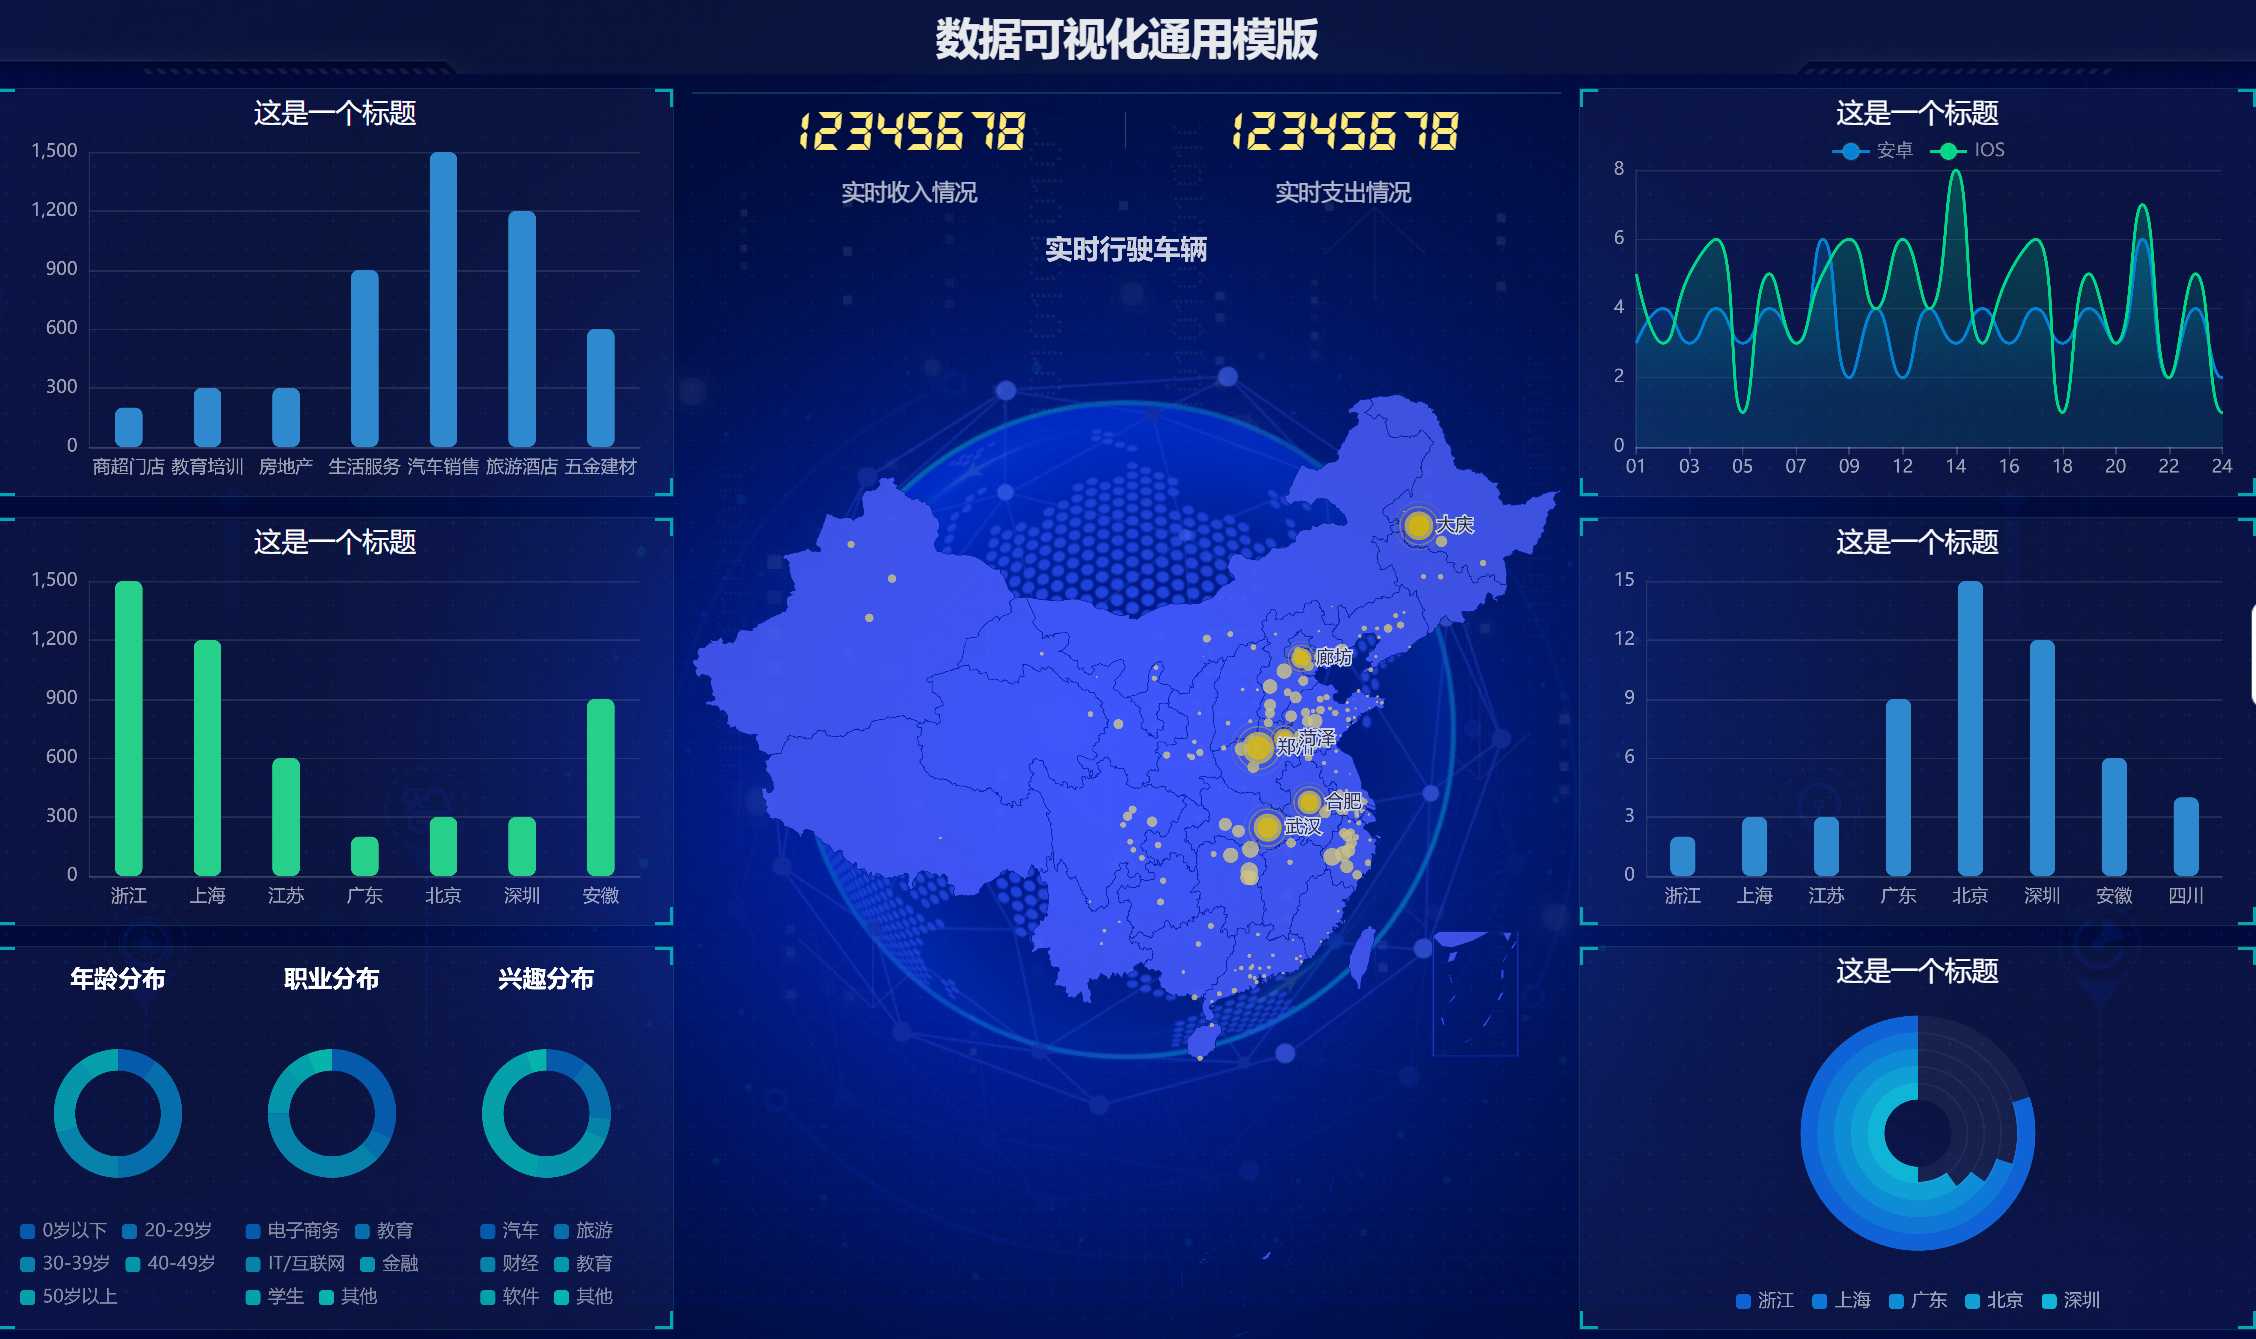 数据可视化通用模版
这是一个标题
1,500
1,200
900
600
300
0
商超门店 教育培训 房地产 生活服务 汽车销售 旅游酒店 五金建材
这是一个标题
1,500
1,200
900
600
300
0
浙江 上海 江苏 广东 北京 深圳 安徽
年龄分布 职业分布 兴趣分布
0岁以下 20-29岁
30-39岁 40-49岁
50岁以上
电子商务 教育
IT/互联网 金融
学生 其他
汽车 旅游
财经 教育
软件 其他
12345678 12345678
实时收入情况 实时支出情况
实时行驶车辆
大庆
廊坊
菏泽
郑州
合肥
武汉
这是一个标题
安卓 IOS
8
6
4
2
0
01 03 05 07 09 12 14 16 18 20 22 24
这是一个标题
15
12
9
6
3
0
浙江 上海 江苏 广东 北京 深圳 安徽 四川
这是一个标题
浙江 上海 广东 北京 深圳